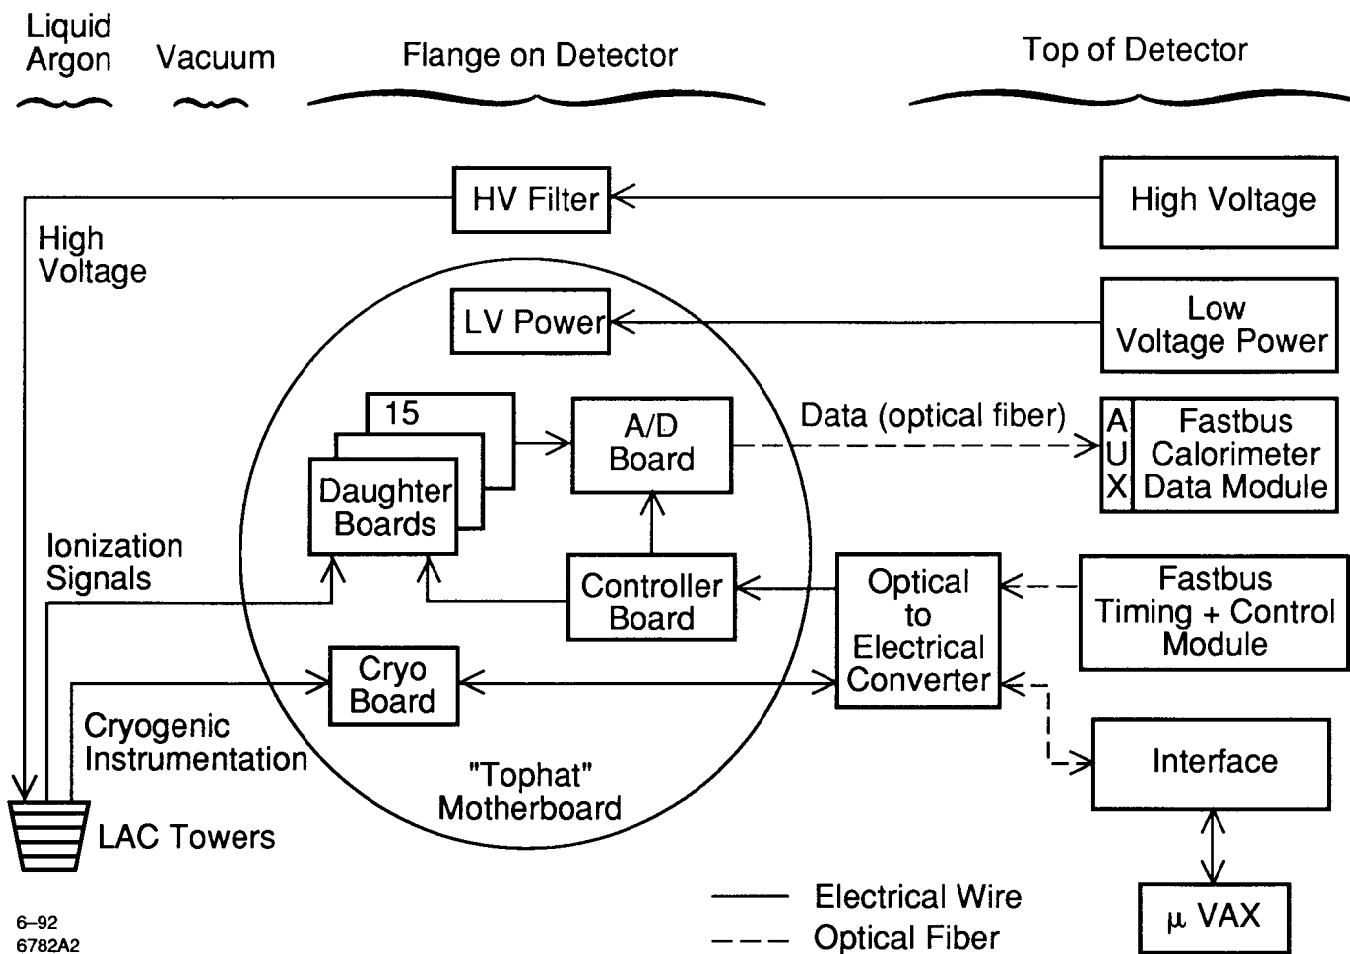 Liquid
Argon
Vacuum
Flange on Detector
Top of Detector
HV Filter
High Voltage
High
Voltage
LV Power
Low
Voltage Power
15
A/D
Board
Data (optical fiber)
A
U
X
Fastbus
Calorimeter
Data Module
Daughter
Boards
Ionization
Signals
Controller
Board
Optical
to
Electrical
Converter
Fastbus
Timing + Control
Module
Cryo
Board
Cryogenic
Instrumentation
"Tophat"
Motherboard
Interface
LAC Towers
Electrical Wire
Optical Fiber
μ VAX
6–92
6782A2